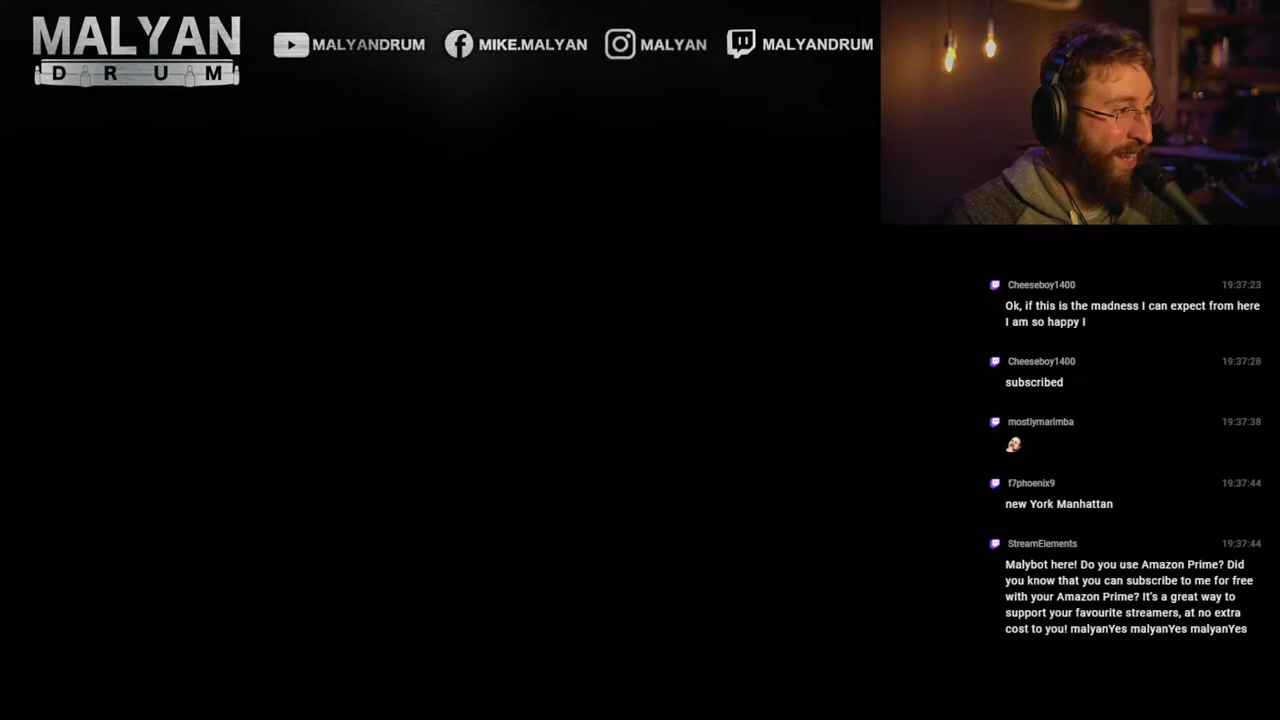 MALYAN
DRUM
MALYANDRUM
MIKE.MALYAN
MALYAN
MALYANDRUM
Cheeseboy1400 19:37:23
Ok, if this is the madness I can expect from here
I am so happy I
Cheeseboy1400 19:37:28
subscribed
mostlymarimba 19:37:38
f7phoenix9 19:37:44
new York Manhattan
StreamElements 19:37:44
Malybot here! Do you use Amazon Prime? Did
you know that you can subscribe to me for free
with your Amazon Prime? It's a great way to
support your favourite streamers, at no extra
cost to you! malyanYes malyanYes malyanYes